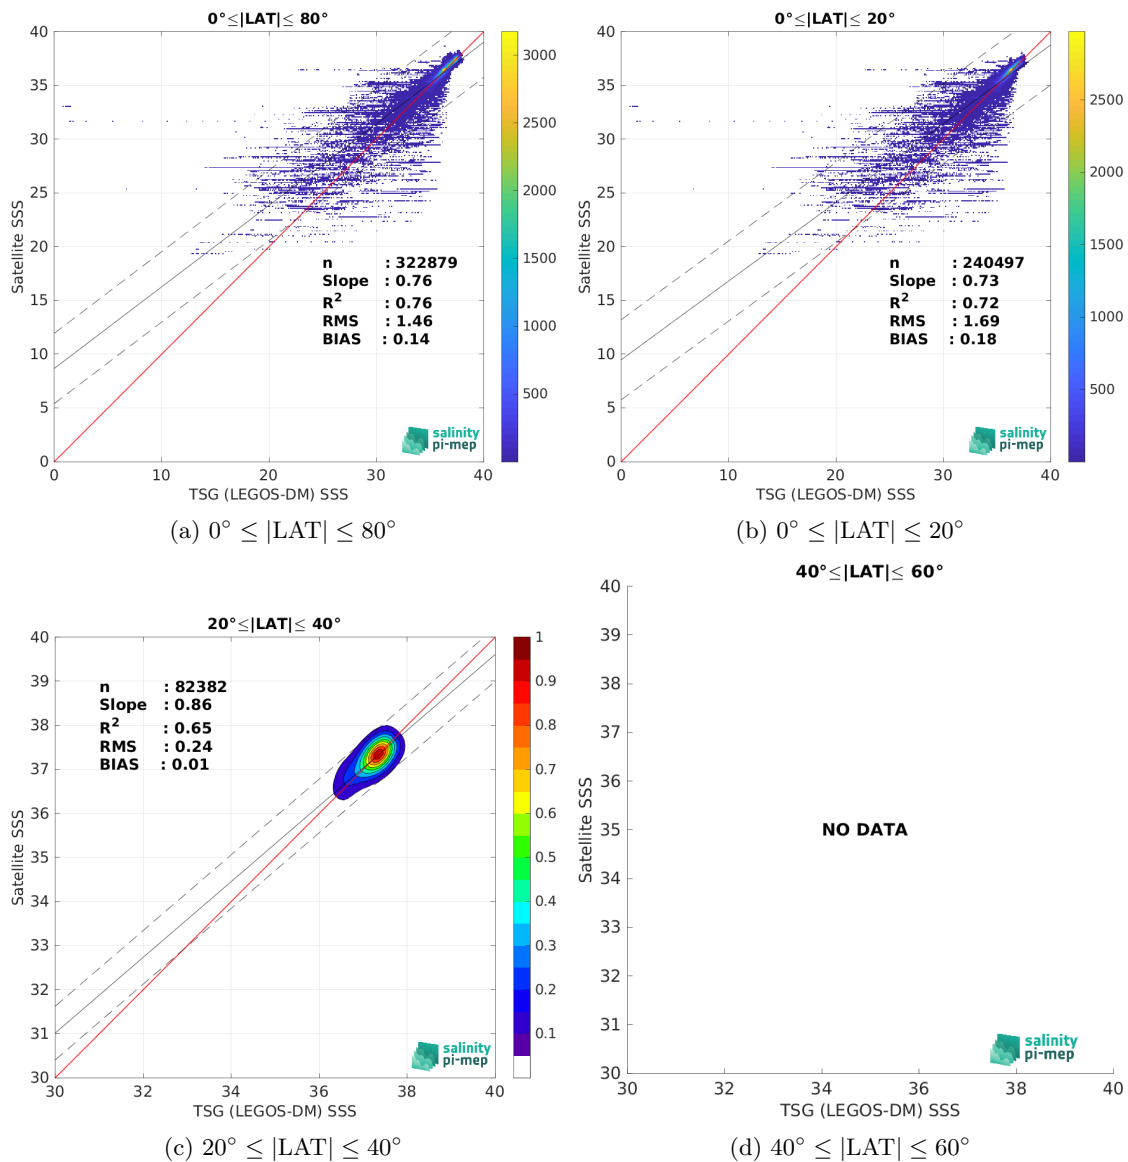 0°≤|LAT|≤ 80°
40
35
30
25
20
15
10
5
0
Satellite SSS
n : 322879
Slope : 0.76
R² : 0.76
RMS : 1.46
BIAS : 0.14
salinity
pi-mep
0 10 20 30 40
TSG (LEGOS-DM) SSS
3000
2500
2000
1500
1000
500
(a) 0° ≤ |LAT| ≤ 80°
0°≤|LAT|≤ 20°
40
35
30
25
20
15
10
5
0
Satellite SSS
n : 240497
Slope : 0.73
R² : 0.72
RMS : 1.69
BIAS : 0.18
salinity
pi-mep
0 10 20 30 40
TSG (LEGOS-DM) SSS
2500
2000
1500
1000
500
(b) 0° ≤ |LAT| ≤ 20°
20°≤|LAT|≤ 40°
40
39
38
37
36
35
34
33
32
31
30
Satellite SSS
n : 82382
Slope : 0.86
R² : 0.65
RMS : 0.24
BIAS : 0.01
salinity
pi-mep
30 32 34 36 38 40
TSG (LEGOS-DM) SSS
1
0.9
0.8
0.7
0.6
0.5
0.4
0.3
0.2
0.1
(c) 20° ≤ |LAT| ≤ 40°
40°≤|LAT|≤ 60°
40
39
38
37
36
35
34
33
32
31
30
Satellite SSS
NO DATA
salinity
pi-mep
30 32 34 36 38 40
TSG (LEGOS-DM) SSS
(d) 40° ≤ |LAT| ≤ 60°